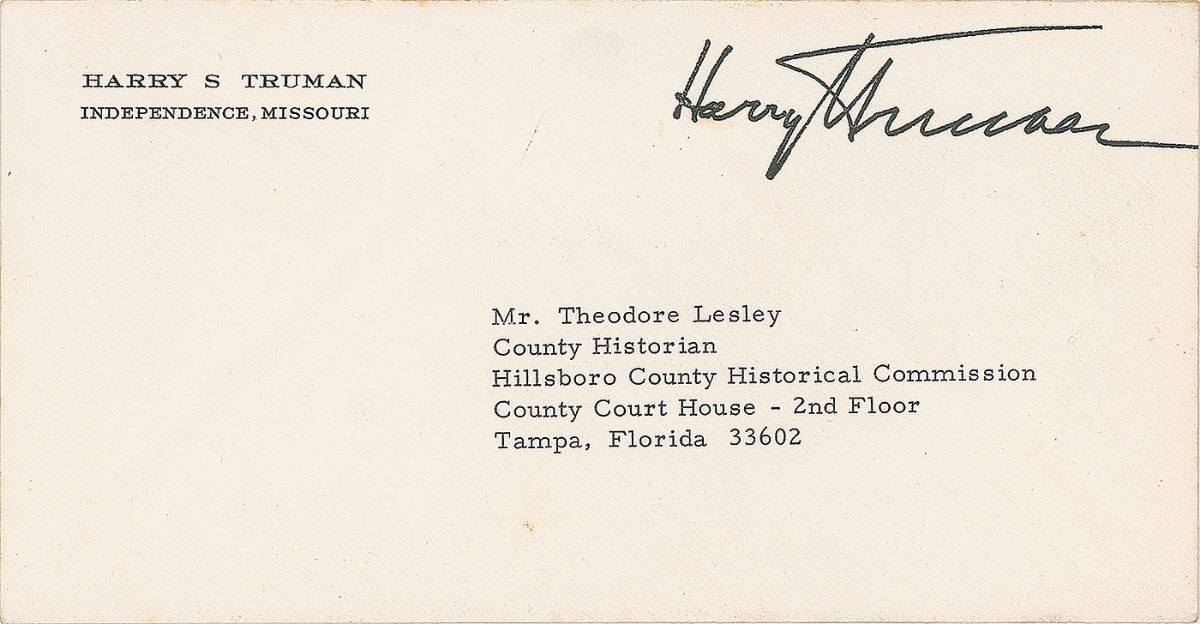 HARRY S TRUMAN
INDEPENDENCE, MISSOURI
Harry Truman
Mr. Theodore Lesley
County Historian
Hillsboro County Historical Commission
County Court House - 2nd Floor
Tampa, Florida 33602